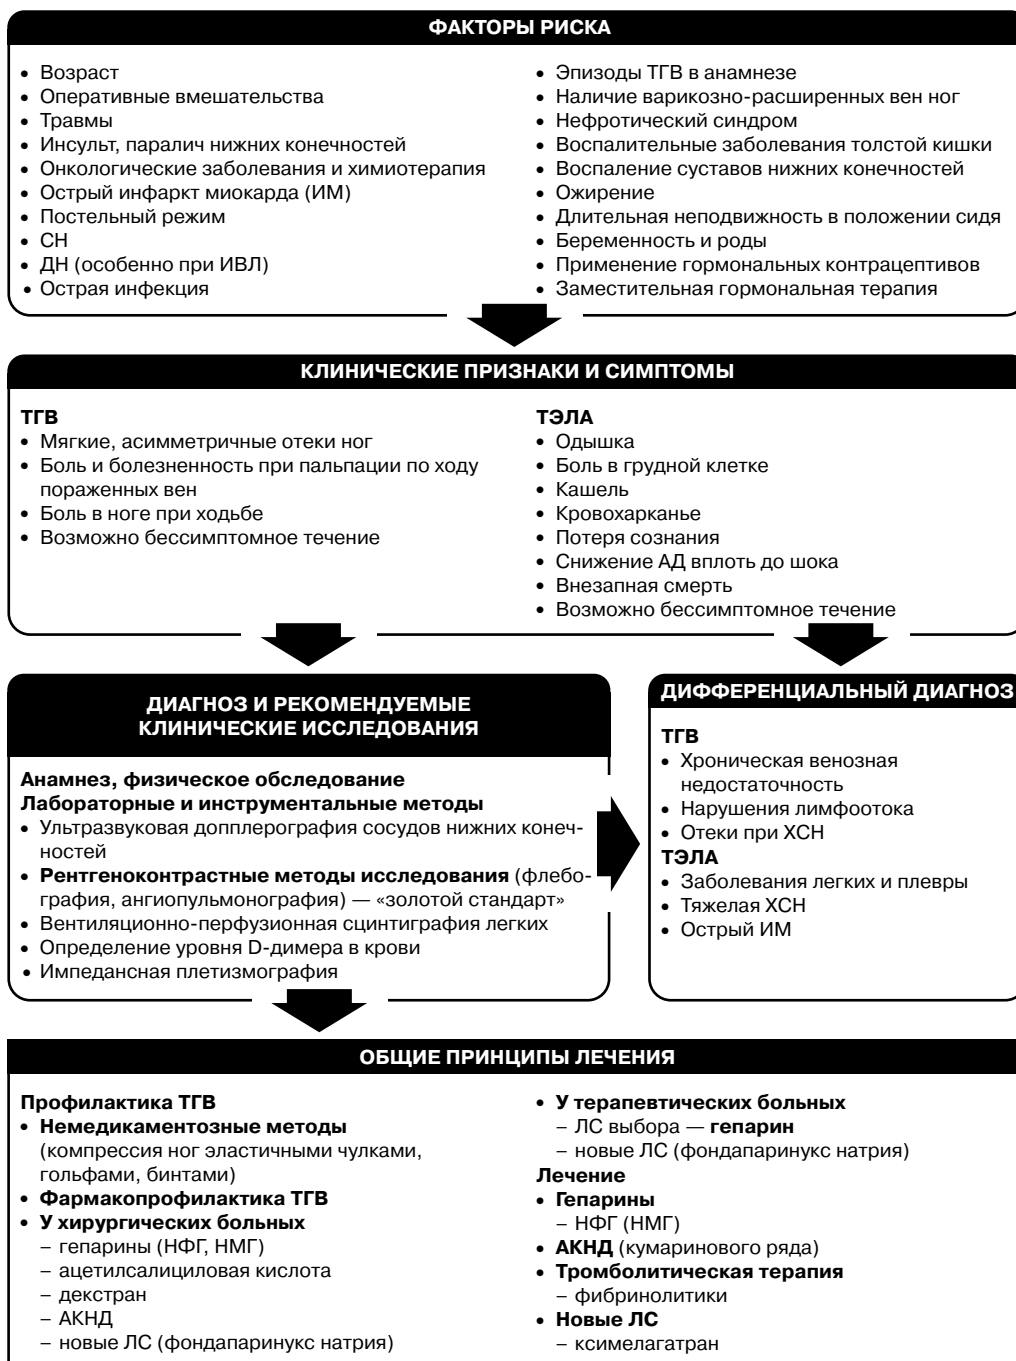 ФАКТОРЫ РИСКА
• Возраст
• Оперативные вмешательства
• Травмы
• Инсульт, паралич нижних конечностей
• Онкологические заболевания и химиотерапия
• Острый инфаркт миокарда (ИМ)
• Постельный режим
• СН
• ДН (особенно при ИВЛ)
• Острая инфекция
• Эпизоды ТГВ в анамнезе
• Наличие варикозно-расширенных вен ног
• Нефротический синдром
• Воспалительные заболевания толстой кишки
• Воспаление суставов нижних конечностей
• Ожирение
• Длительная неподвижность в положении сидя
• Беременность и роды
• Применение гормональных контрацептивов
• Заместительная гормональная терапия
КЛИНИЧЕСКИЕ ПРИЗНАКИ И СИМПТОМЫ
ТГВ
• Мягкие, асимметричные отеки ног
• Боль и болезненность при пальпации по ходу
пораженных вен
• Боль в ноге при ходьбе
• Возможно бессимптомное течение
ТЭЛА
• Одышка
• Боль в грудной клетке
• Кашель
• Кровохарканье
• Потеря сознания
• Снижение АД вплоть до шока
• Внезапная смерть
• Возможно бессимптомное течение
ДИАГНОЗ И РЕКОМЕНДУЕМЫЕ
КЛИНИЧЕСКИЕ ИССЛЕДОВАНИЯ
Анамнез, физическое обследование
Лабораторные и инструментальные методы
• Ультразвуковая допплерография сосудов нижних конеч-
ностей
• Рентгеноконтрастные методы исследования (флебо-
графия, ангиопульмонография) — «золотой стандарт»
• Вентиляционно-перфузионная сцинтиграфия легких
• Определение уровня D-димера в крови
• Импедансная плетизмография
ДИФФЕРЕНЦИАЛЬНЫЙ ДИАГНОЗ
ТГВ
• Хроническая венозная
недостаточность
• Нарушения лимфоотока
• Отеки при ХСН
ТЭЛА
• Заболевания легких и плевры
• Тяжелая ХСН
• Острый ИМ
ОБЩИЕ ПРИНЦИПЫ ЛЕЧЕНИЯ
Профилактика ТГВ
• Немедикаментозные методы
(компрессия ног эластичными чулками,
гольфами, бинтами)
• Фармакопрофилактика ТГВ
• У хирургических больных
– гепарины (НФГ, НМГ)
– ацетилсалициловая кислота
– декстран
– АКНД
– новые ЛС (фондапаринукс натрия)
• У терапевтических больных
– ЛС выбора — гепарин
– новые ЛС (фондапаринукс натрия)
Лечение
• Гепарины
– НФГ (НМГ)
• АКНД (кумаринового ряда)
• Тромболитическая терапия
– фибринолитики
• Новые ЛС
– ксимелагатран